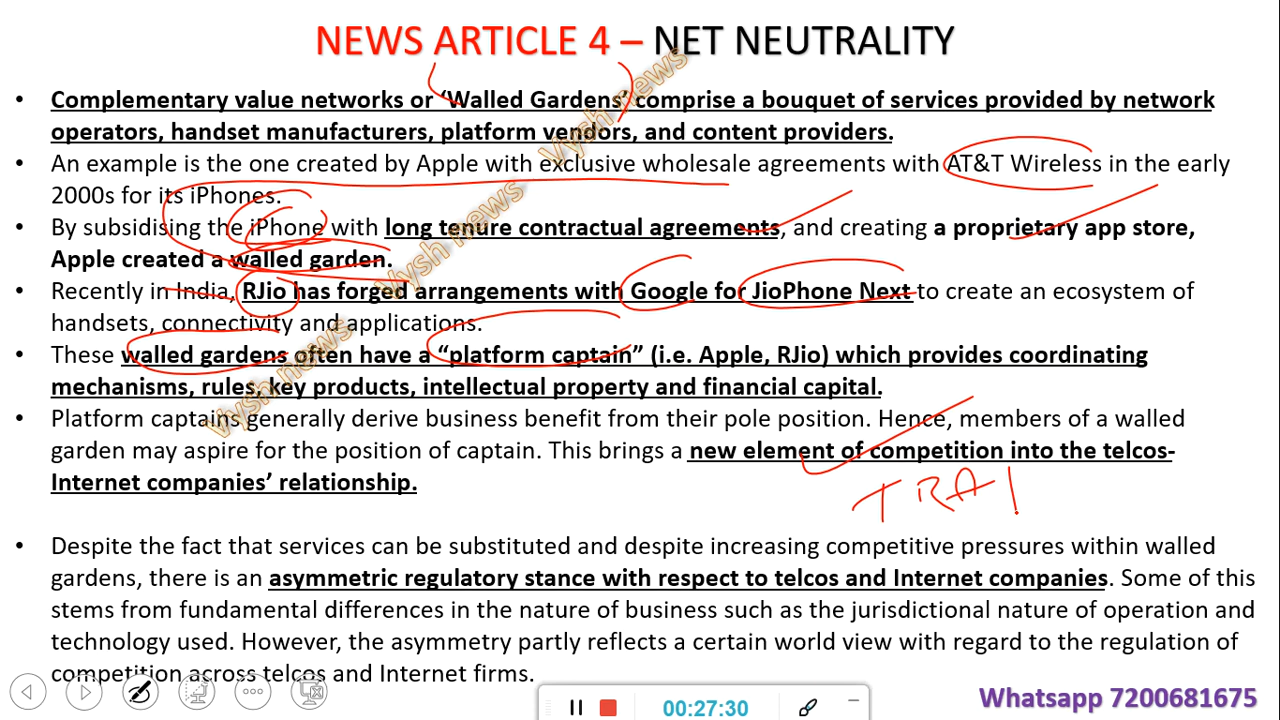 NEWS ARTICLE 4 – NET NEUTRALITY
• Complementary value networks or ‘Walled Gardens’ comprise a bouquet of services provided by network
operators, handset manufacturers, platform vendors, and content providers.
• An example is the one created by Apple with exclusive wholesale agreements with AT&T Wireless in the early
2000s for its iPhones.
• By subsidising the iPhone with long tenure contractual agreements, and creating a proprietary app store,
Apple created a walled garden.
• Recently in India, RJio has forged arrangements with Google for JioPhone Next to create an ecosystem of
handsets, connectivity and applications.
• These walled gardens often have a “platform captain” (i.e. Apple, RJio) which provides coordinating
mechanisms, rules, key products, intellectual property and financial capital.
• Platform captains generally derive business benefit from their pole position. Hence, members of a walled
garden may aspire for the position of captain. This brings a new element of competition into the telcos-
Internet companies’ relationship.
TRAI
• Despite the fact that services can be substituted and despite increasing competitive pressures within walled
gardens, there is an asymmetric regulatory stance with respect to telcos and Internet companies. Some of this
stems from fundamental differences in the nature of business such as the jurisdictional nature of operation and
technology used. However, the asymmetry partly reflects a certain world view with regard to the regulation of
competition across telcos and Internet firms.
Vysh news
Vysh news
Vysh news
00:27:30
Whatsapp 7200681675